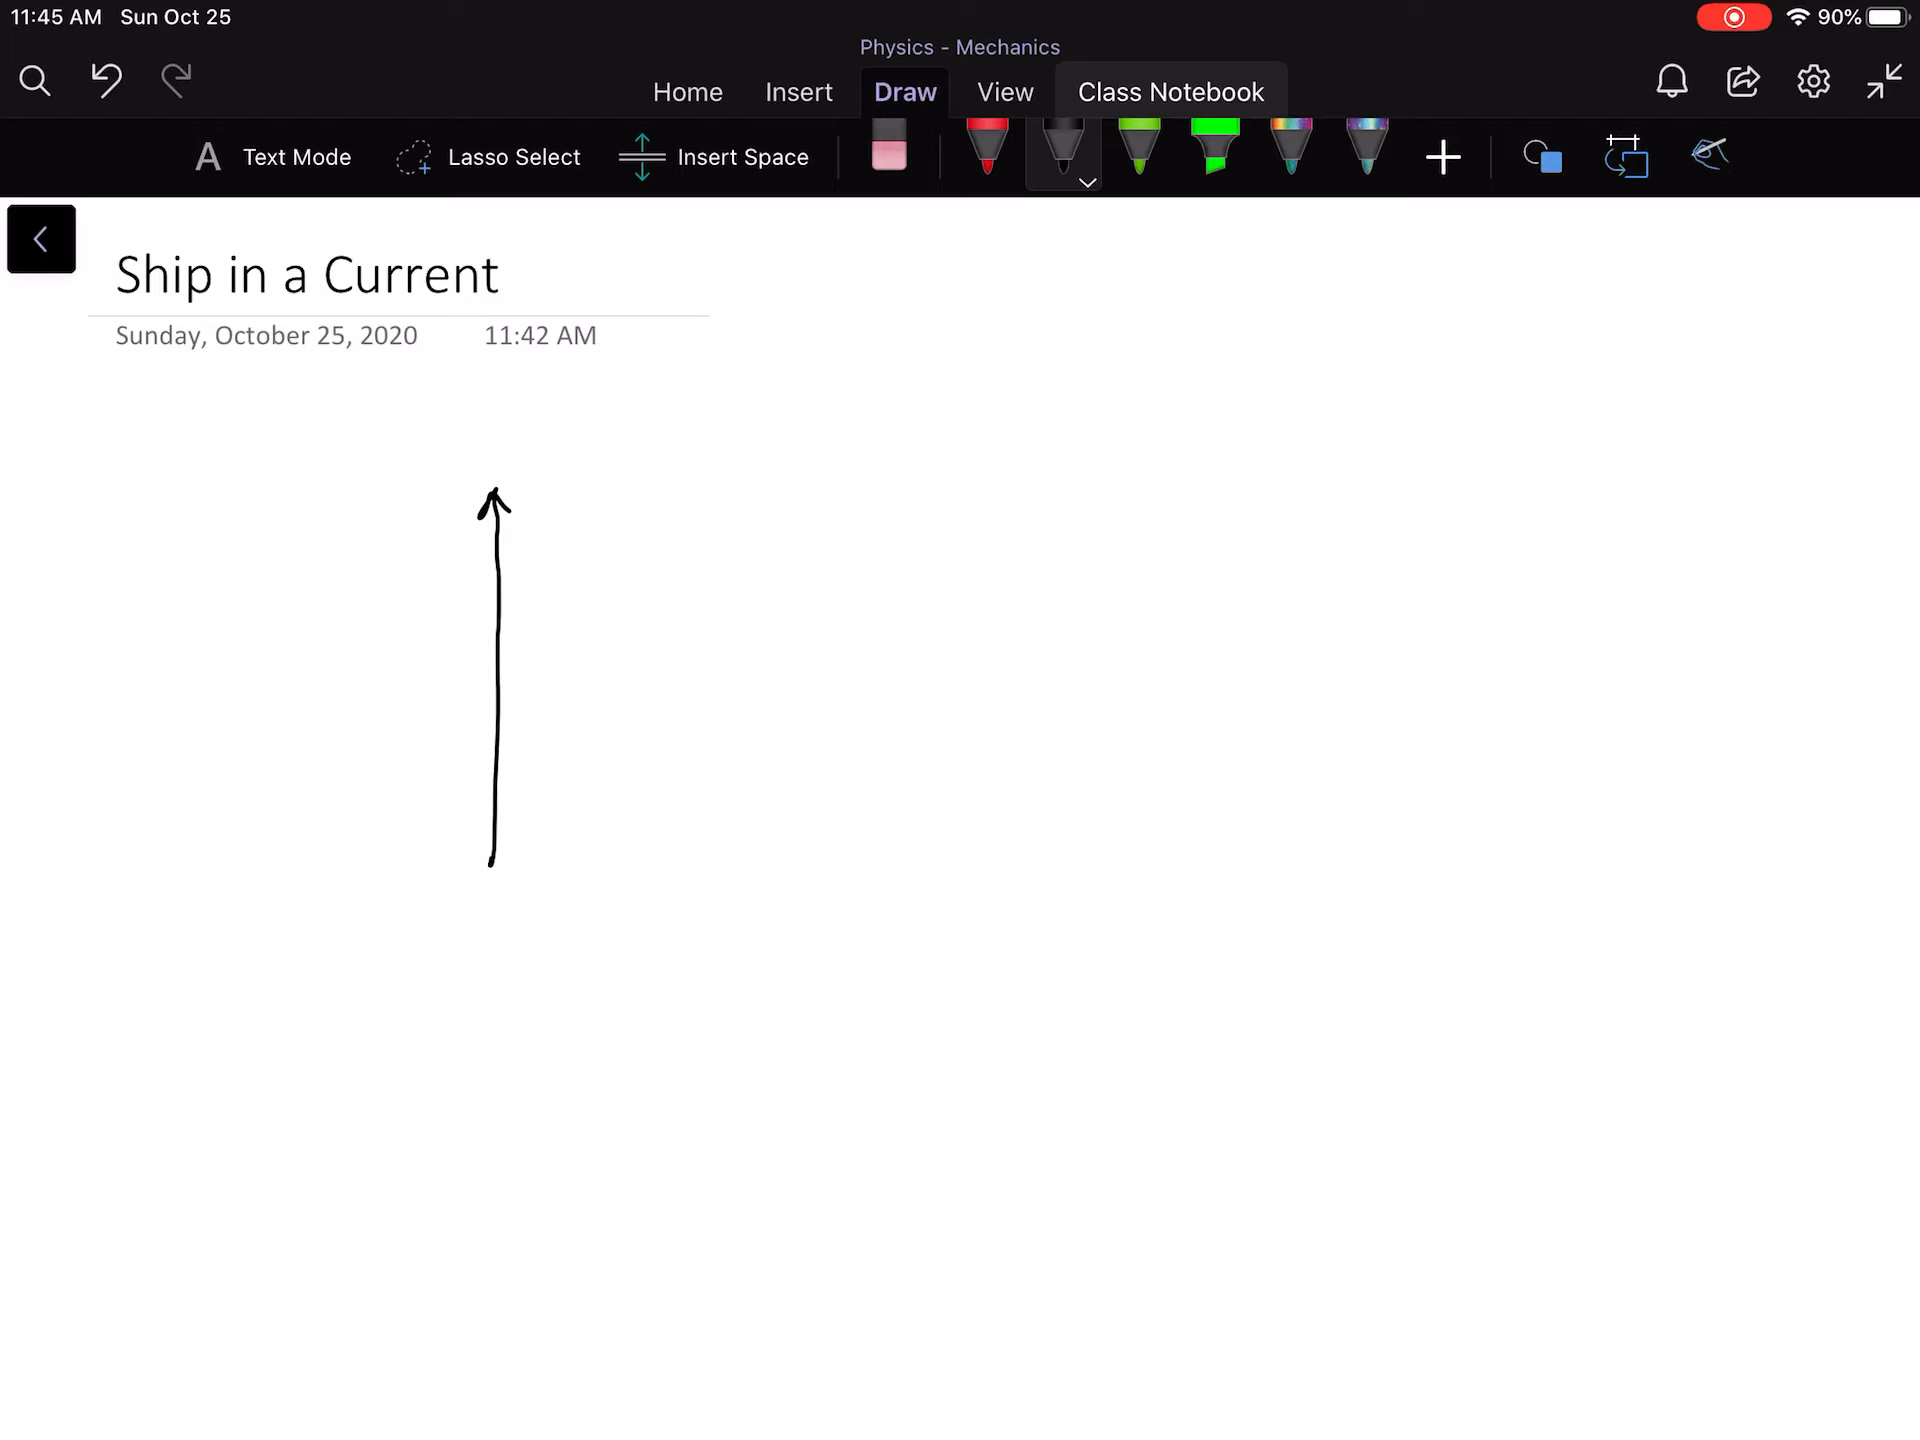 11:45 AM Sun Oct 25 90%
Physics - Mechanics
Home Insert Draw View Class Notebook
A Text Mode Lasso Select Insert Space
Ship in a Current
Sunday, October 25, 2020 11:42 AM